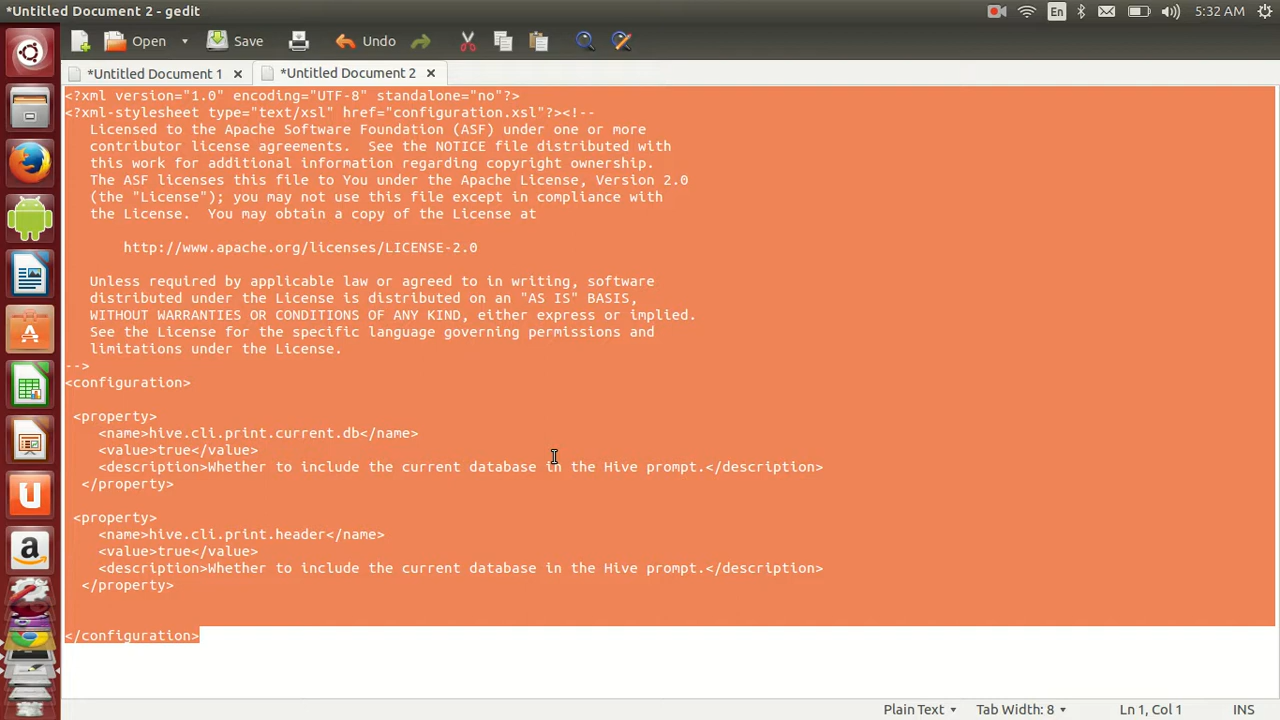 *Untitled Document 2 - gedit
En
5:32 AM
Open
Save
Undo
*Untitled Document 1
*Untitled Document 2
<?xml version="1.0" encoding="UTF-8" standalone="no"?>
<?xml-stylesheet type="text/xsl" href="configuration.xsl"?><!--
   Licensed to the Apache Software Foundation (ASF) under one or more
   contributor license agreements.  See the NOTICE file distributed with
   this work for additional information regarding copyright ownership.
   The ASF licenses this file to You under the Apache License, Version 2.0
   (the "License"); you may not use this file except in compliance with
   the License.  You may obtain a copy of the License at
       http://www.apache.org/licenses/LICENSE-2.0
   Unless required by applicable law or agreed to in writing, software
   distributed under the License is distributed on an "AS IS" BASIS,
   WITHOUT WARRANTIES OR CONDITIONS OF ANY KIND, either express or implied.
   See the License for the specific language governing permissions and
   limitations under the License.
-->
<configuration>
 <property>
    <name>hive.cli.print.current.db</name>
    <value>true</value>
    <description>Whether to include the current database in the Hive prompt.</description>
  </property>
 <property>
    <name>hive.cli.print.header</name>
    <value>true</value>
    <description>Whether to include the current database in the Hive prompt.</description>
  </property>
</configuration>
Plain Text
Tab Width: 8
Ln 1, Col 1
INS